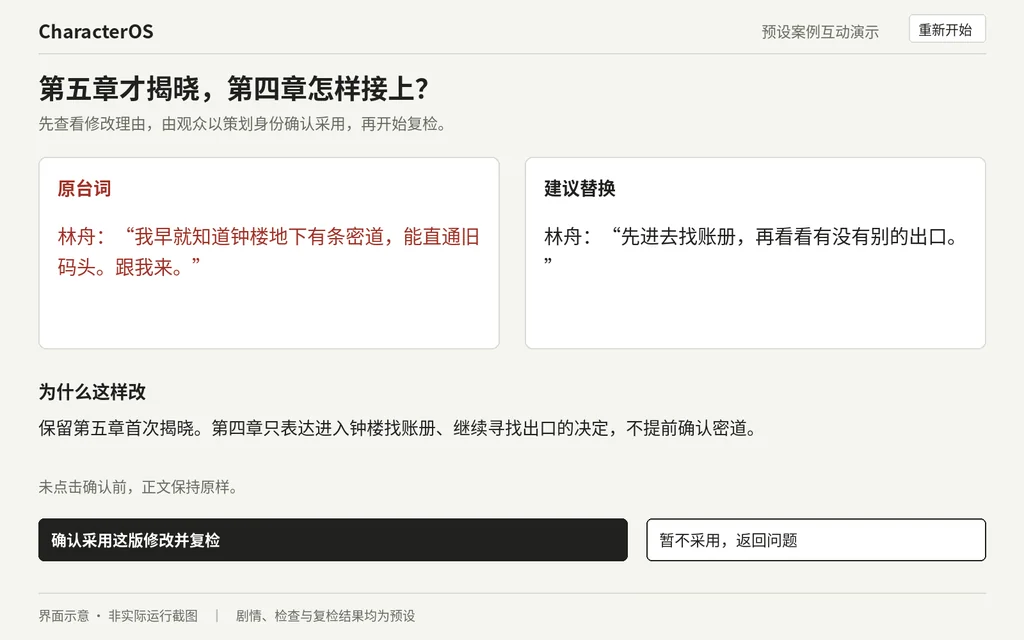 CharacterOS
预设案例互动演示
重新开始
第五章才揭晓，第四章怎样接上？
先查看修改理由，由观众以策划身份确认采用，再开始复检。
原台词
林舟：“我早就知道钟楼地下有条密道，能直通旧
码头。跟我来。”
建议替换
林舟：“先进去找账册，再看看有没有别的出口。
”
为什么这样改
保留第五章首次揭晓。第四章只表达进入钟楼找账册、继续寻找出口的决定，不提前确认密道。
未点击确认前，正文保持原样。
确认采用这版修改并复检
暂不采用，返回问题
界面示意 · 非实际运行截图 ｜ 剧情、检查与复检结果均为预设